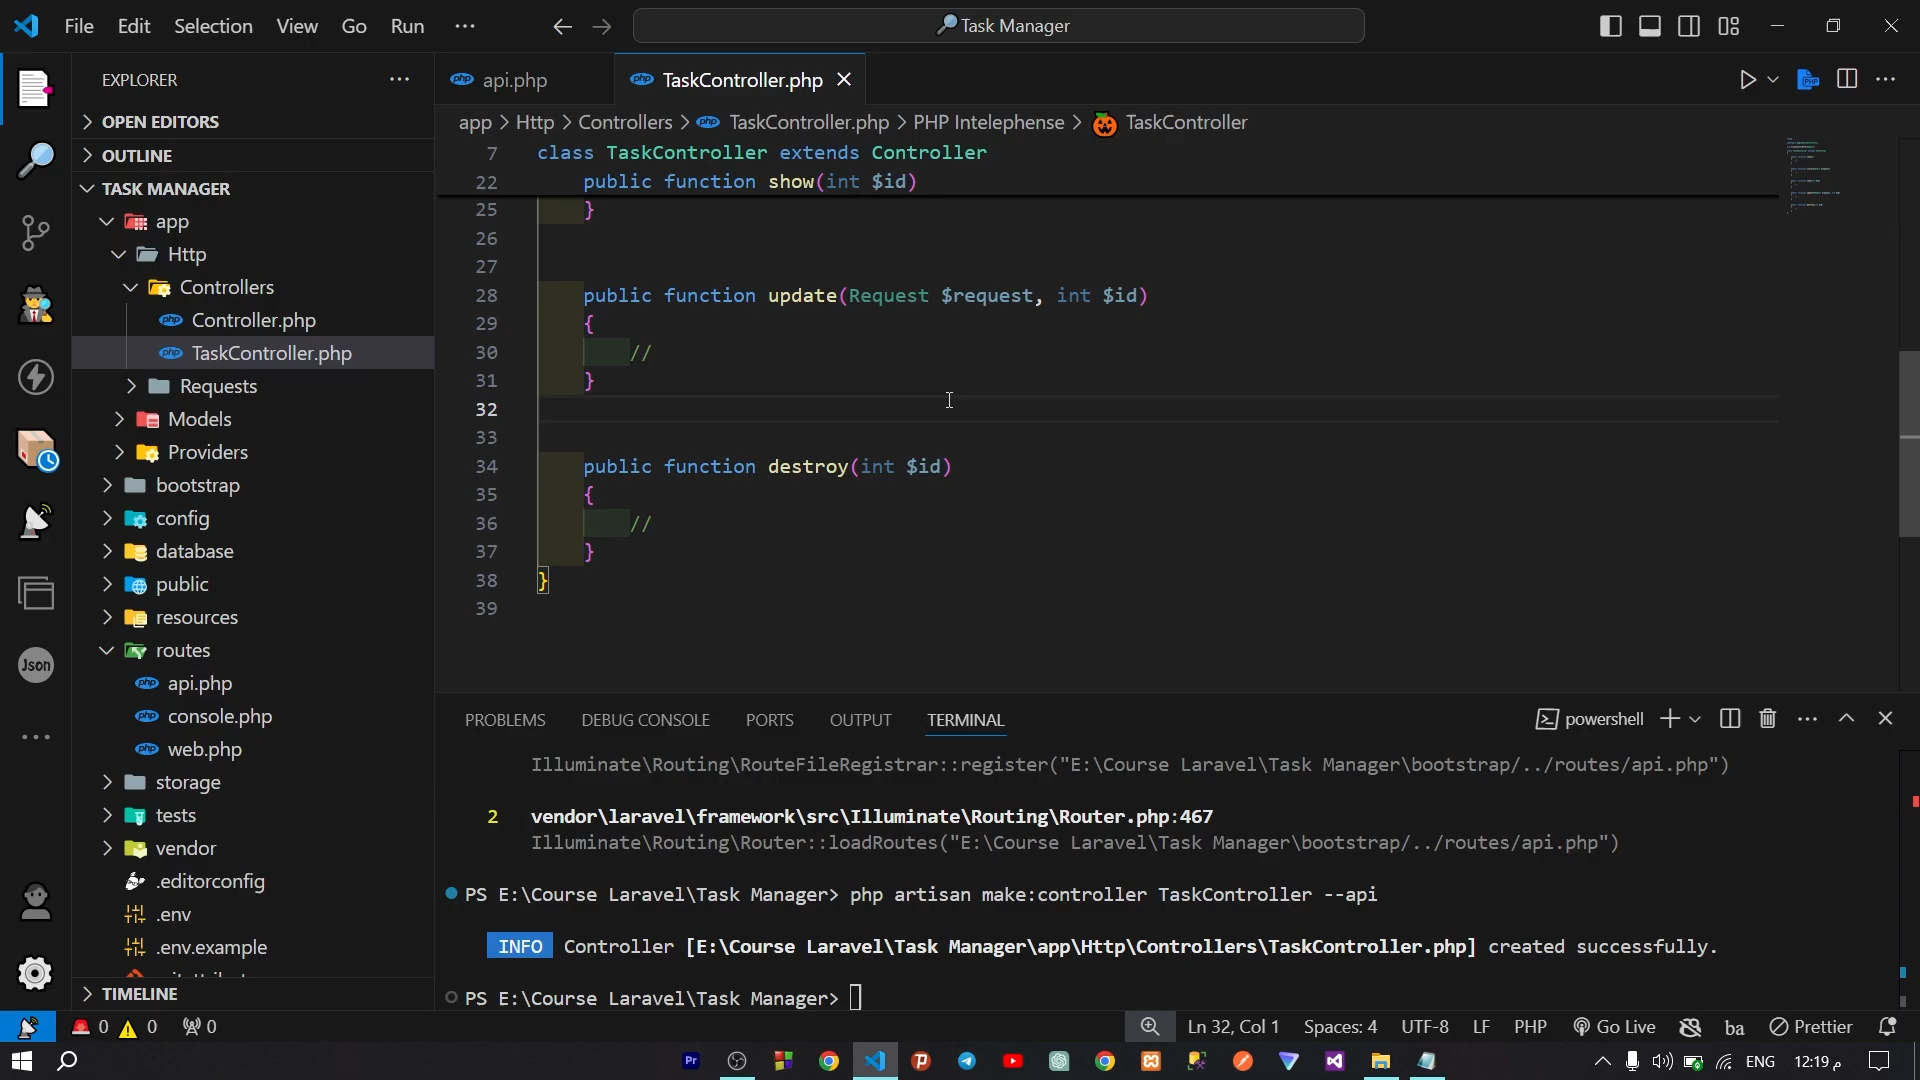 File Edit Selection View Go Run ··· Task Manager
EXPLORER
OPEN EDITORS
OUTLINE
TASK MANAGER
app
Http
Controllers
Controller.php
TaskController.php
Requests
Models
Providers
bootstrap
config
database
public
resources
routes
api.php
console.php
web.php
storage
tests
vendor
.editorconfig
.env
.env.example
TIMELINE
Json
api.php TaskController.php
app > Http > Controllers > TaskController.php > PHP Intelephense > TaskController
7 class TaskController extends Controller
22 public function show(int $id)
25 }
26
27
28 public function update(Request $request, int $id)
29 {
30 //
31 }
32
33
34 public function destroy(int $id)
35 {
36 //
37 }
38 }
39
PROBLEMS DEBUG CONSOLE PORTS OUTPUT TERMINAL powershell
Illuminate\Routing\RouteFileRegistrar::register("E:\Course Laravel\Task Manager\bootstrap/../routes/api.php")
2 vendor\laravel\framework\src\Illuminate\Routing\Router.php:467
Illuminate\Routing\Router::loadRoutes("E:\Course Laravel\Task Manager\bootstrap/../routes/api.php")
PS E:\Course Laravel\Task Manager> php artisan make:controller TaskController --api
INFO Controller [E:\Course Laravel\Task Manager\app\Http\Controllers\TaskController.php] created successfully.
PS E:\Course Laravel\Task Manager>
0 0 0 Ln 32, Col 1 Spaces: 4 UTF-8 LF PHP Go Live ba Prettier
Pr ENG 12:19 م